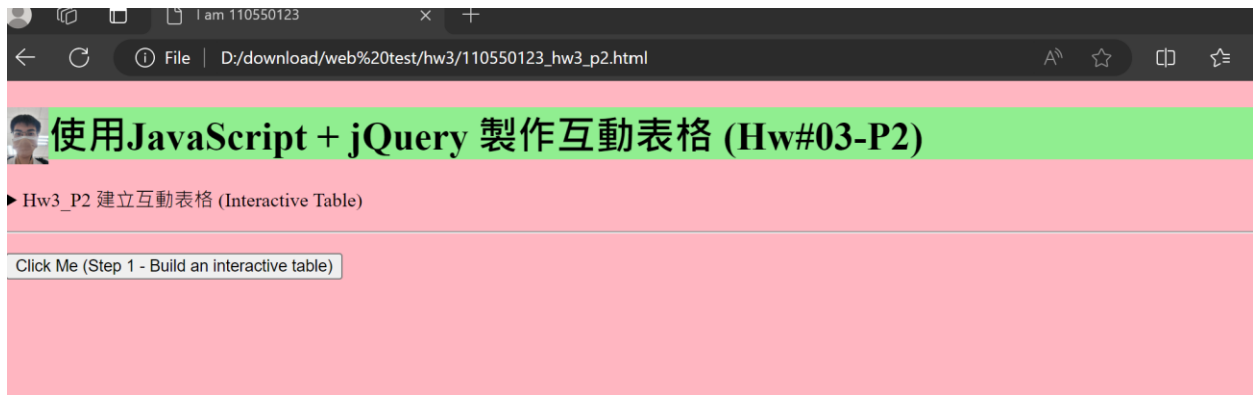 I am 110550123
File D:/download/web%20test/hw3/110550123_hw3_p2.html
使用JavaScript + jQuery 製作互動表格 (Hw#03-P2)
Hw3_P2 建立互動表格 (Interactive Table)
Click Me (Step 1 - Build an interactive table)